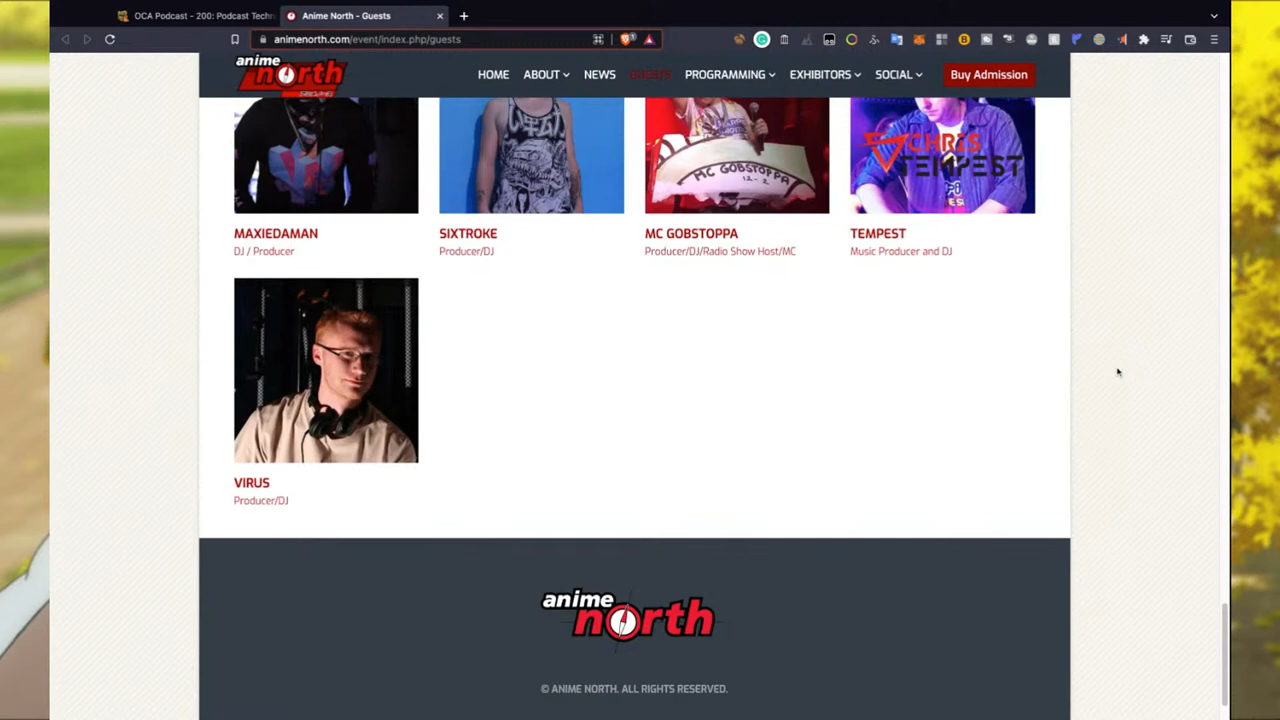 OCA Podcast - 200: Podcast Techn
Anime North - Guests
animenorth.com/event/index.php/guests
anime north
HOME ABOUT NEWS GUESTS PROGRAMMING EXHIBITORS SOCIAL Buy Admission
MC GOBSTOPPA
12.2
CHRIS
TEMPEST
MAXIEDAMAN SIXTROKE MC GOBSTOPPA TEMPEST
DJ / Producer Producer/DJ Producer/DJ/Radio Show Host/MC Music Producer and DJ
VIRUS
Producer/DJ
anime
north
© ANIME NORTH. ALL RIGHTS RESERVED.